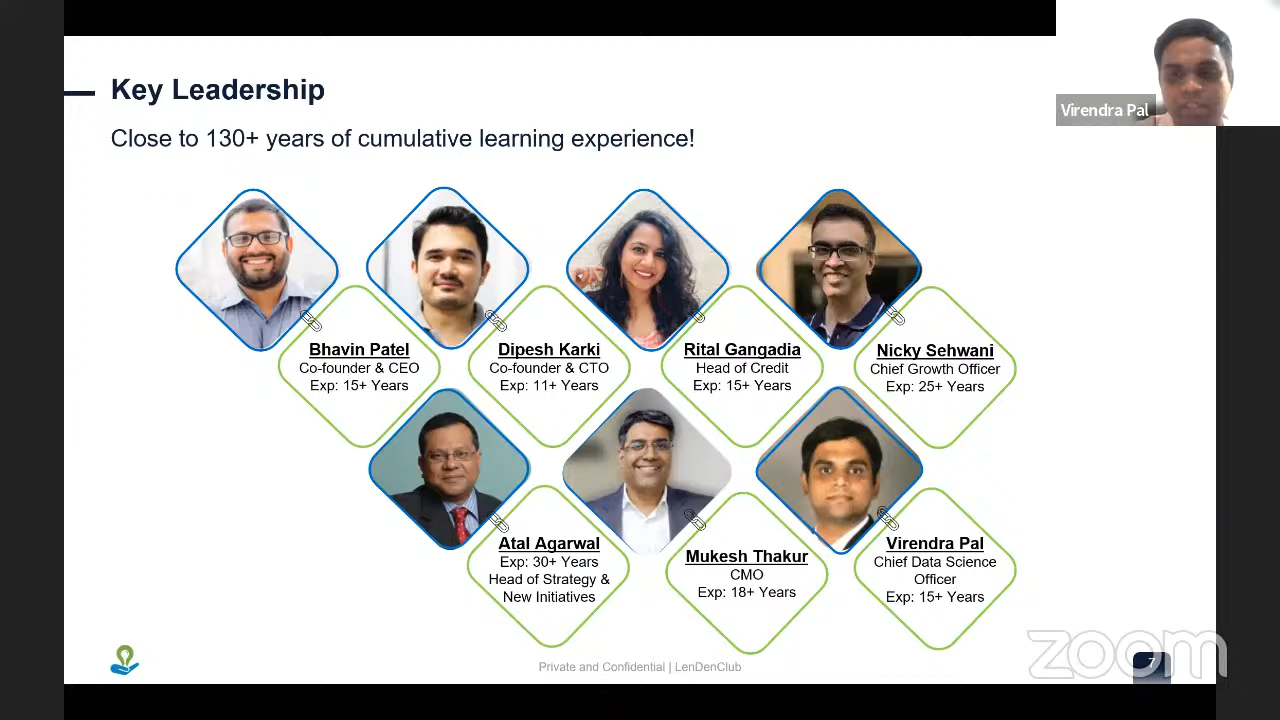 Key Leadership
Close to 130+ years of cumulative learning experience!
Virendra Pal
Bhavin Patel
Co-founder & CEO
Exp: 15+ Years
Dipesh Karki
Co-founder & CTO
Exp: 11+ Years
Rital Gangadia
Head of Credit
Exp: 15+ Years
Nicky Sehwani
Chief Growth Officer
Exp: 25+ Years
Atal Agarwal
Exp: 30+ Years
Head of Strategy &
New Initiatives
Mukesh Thakur
CMO
Exp: 18+ Years
Virendra Pal
Chief Data Science
Officer
Exp: 15+ Years
Private and Confidential | LenDenClub
7
zoom